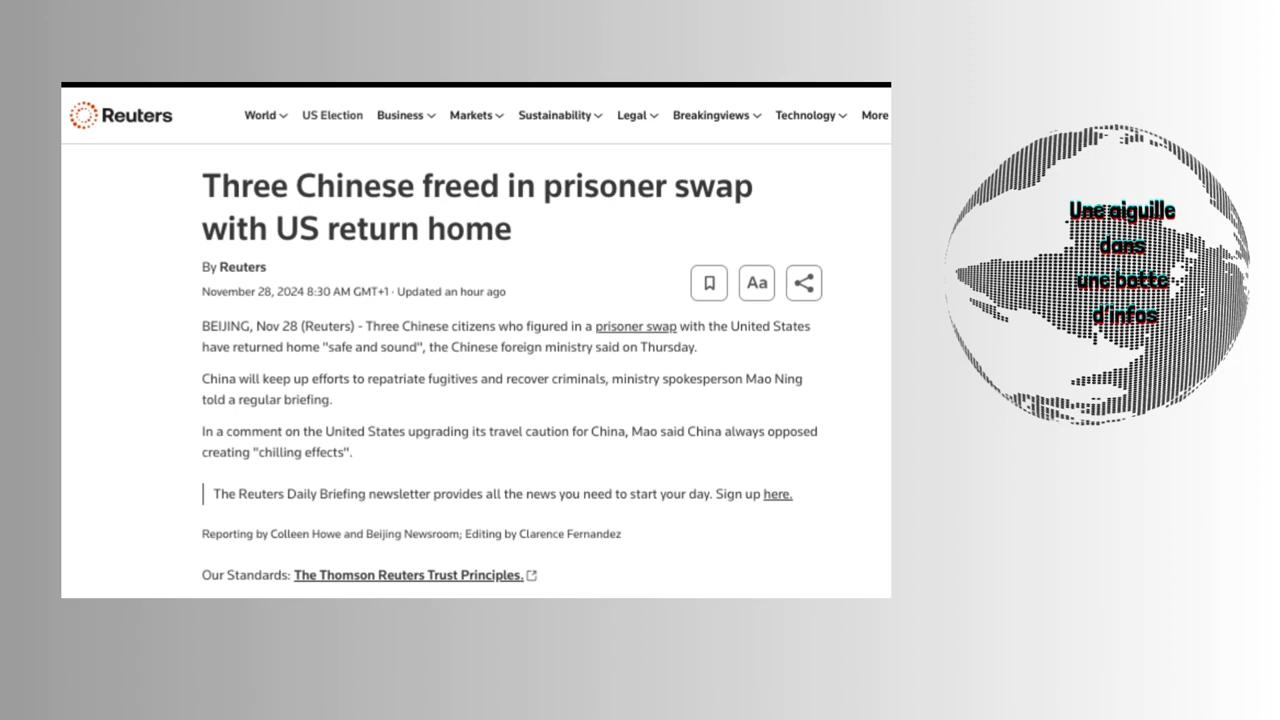 Reuters
World US Election Business Markets Sustainability Legal Breakingviews Technology More
Three Chinese freed in prisoner swap
with US return home
By Reuters
November 28, 2024 8:30 AM GMT+1 · Updated an hour ago
Aa
BEIJING, Nov 28 (Reuters) - Three Chinese citizens who figured in a prisoner swap with the United States
have returned home "safe and sound", the Chinese foreign ministry said on Thursday.
China will keep up efforts to repatriate fugitives and recover criminals, ministry spokesperson Mao Ning
told a regular briefing.
In a comment on the United States upgrading its travel caution for China, Mao said China always opposed
creating "chilling effects".
The Reuters Daily Briefing newsletter provides all the news you need to start your day. Sign up here.
Reporting by Colleen Howe and Beijing Newsroom; Editing by Clarence Fernandez
Our Standards: The Thomson Reuters Trust Principles.
Une aiguille
dans
une botte
d'infos